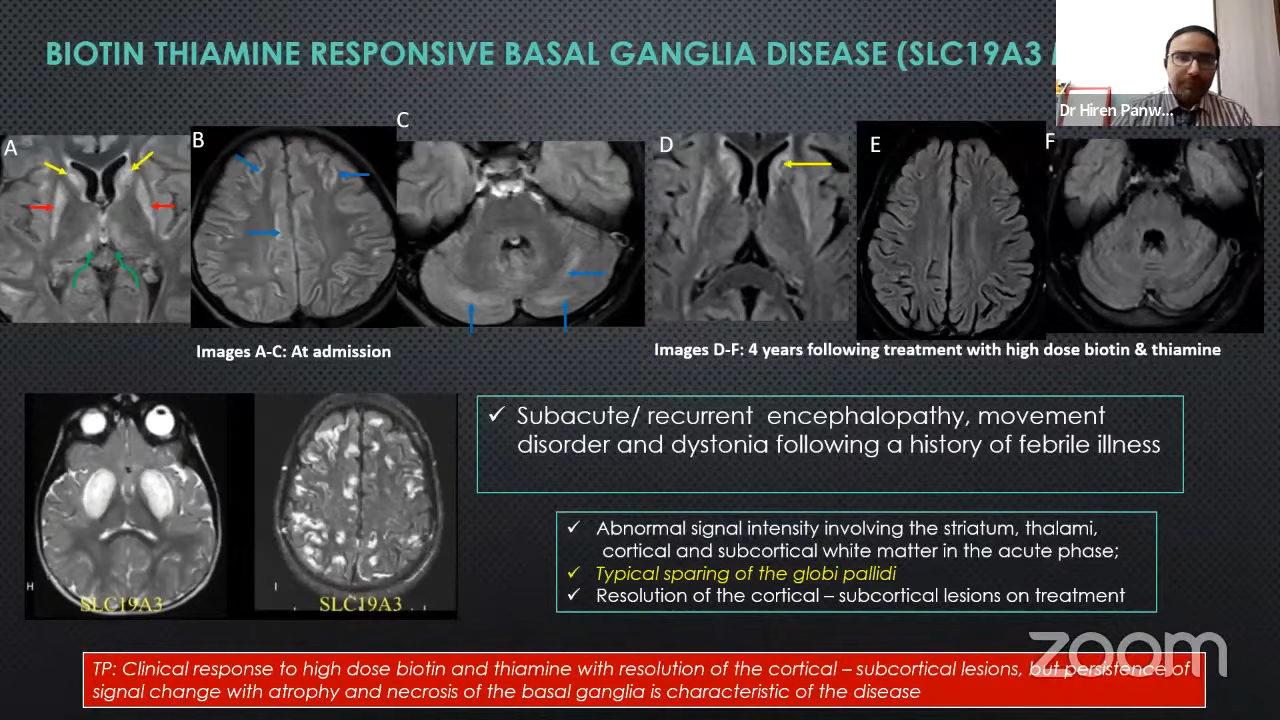 BIOTIN THIAMINE RESPONSIVE BASAL GANGLIA DISEASE (SLC19A3
Dr Hiren Panw...
A
B
C
D
E
F
Images A-C: At admission
Images D-F: 4 years following treatment with high dose biotin & thiamine
H
SLC19A3
I
SLC19A3
✓ Subacute/ recurrent encephalopathy, movement
disorder and dystonia following a history of febrile illness
✓ Abnormal signal intensity involving the striatum, thalami,
cortical and subcortical white matter in the acute phase;
✓ Typical sparing of the globi pallidi
✓ Resolution of the cortical – subcortical lesions on treatment
zoom
TP: Clinical response to high dose biotin and thiamine with resolution of the cortical – subcortical lesions, but persistence of
signal change with atrophy and necrosis of the basal ganglia is characteristic of the disease